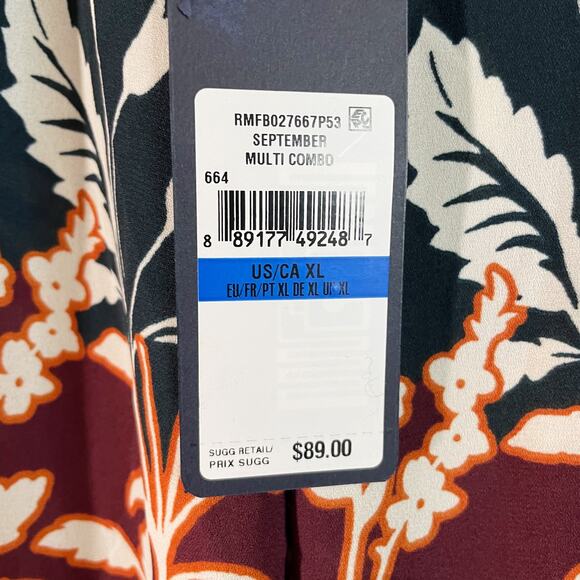 RMFB027667P53
SEPTEMBER
MULTI COMBO
664
8 89177 49248 7
US/CA XL
EU/FR/PT XL DE XL UK XL
SUGG RETAIL/
PRIX SUGG
$89.00